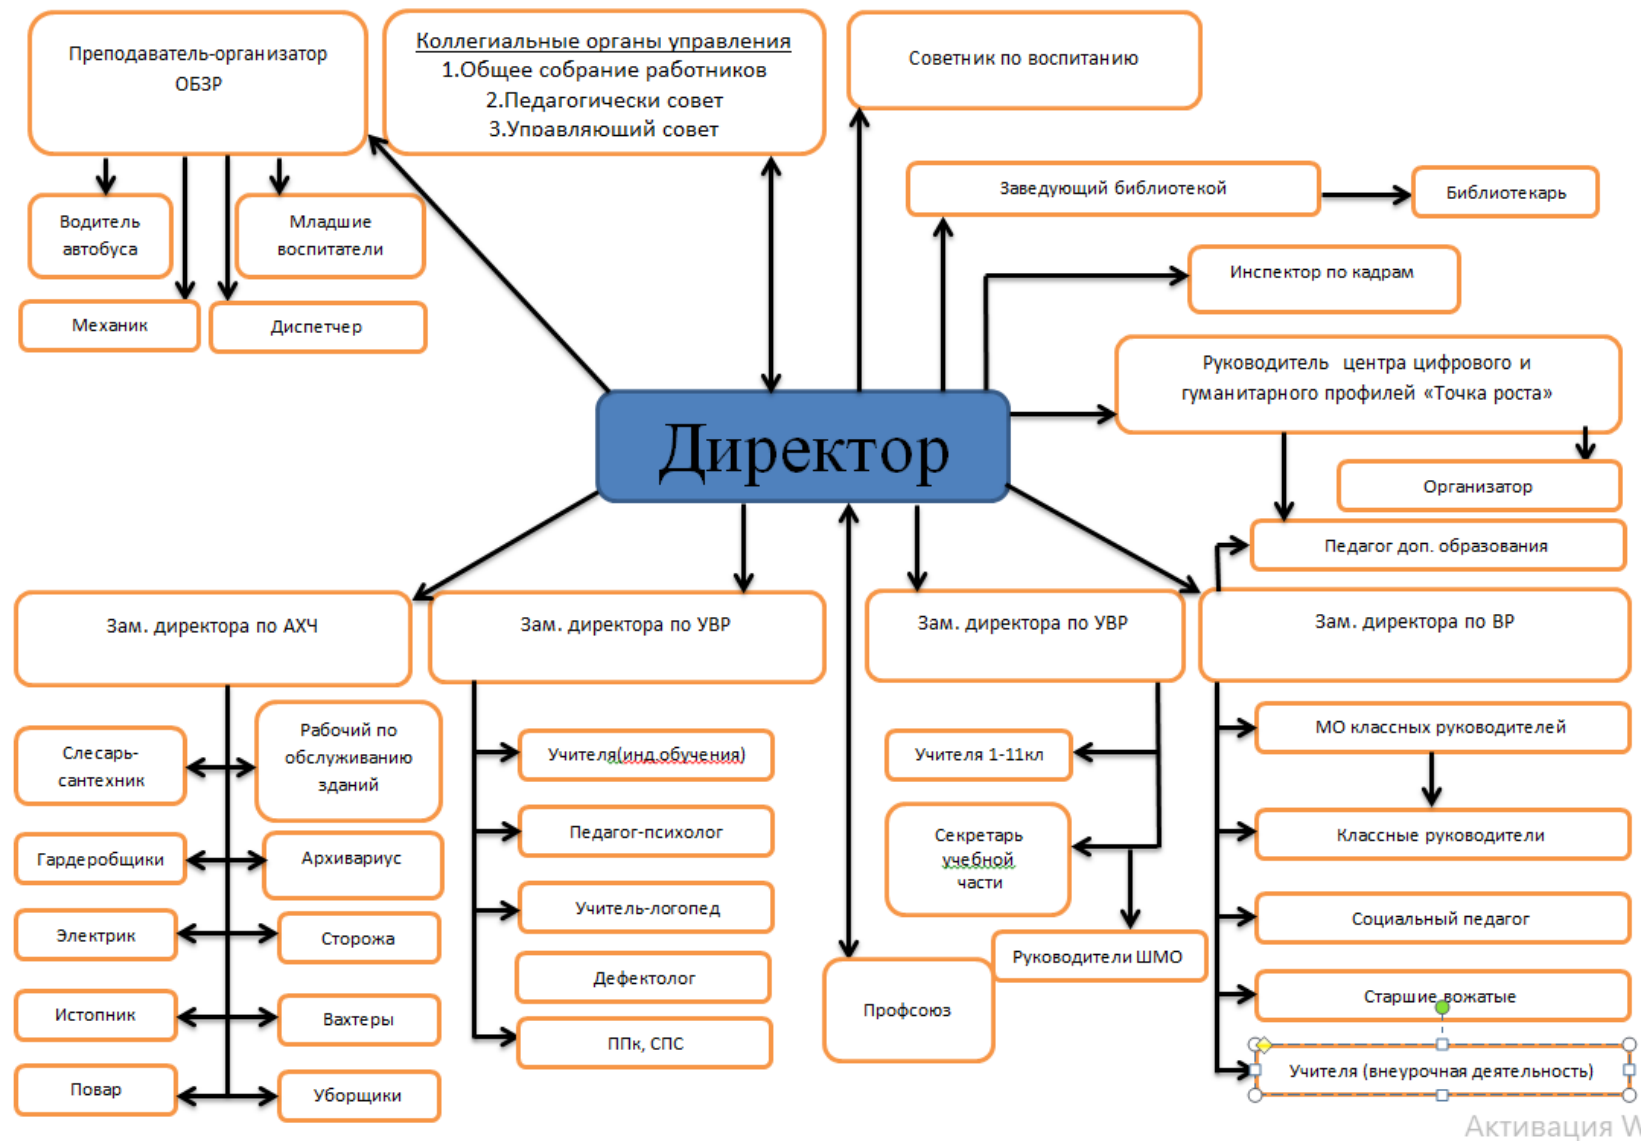 Преподаватель-организатор
ОБЗР
Коллегиальные органы управления
1.Общее собрание работников
2.Педагогически совет
3.Управляющий совет
Советник по воспитанию
Заведующий библиотекой
Библиотекарь
Водитель
автобуса
Младшие
воспитатели
Инспектор по кадрам
Механик
Диспетчер
Руководитель центра цифрового и
гуманитарного профилей «Точка роста»
Директор
Организатор
Педагог доп. образования
Зам. директора по АХЧ
Зам. директора по УВР
Зам. директора по УВР
Зам. директора по ВР
Слесарь-
сантехник
Рабочий по
обслуживанию
зданий
Гардеробщики
Архивариус
Электрик
Сторожа
Истопник
Вахтеры
Повар
Уборщики
Учителя(инд.обучения)
Педагог-психолог
Учитель-логопед
Дефектолог
ППк, СПС
Учителя 1-11кл
Секретарь
учебной
части
Руководители ШМО
Профсоюз
МО классных руководителей
Классные руководители
Социальный педагог
Старшие вожатые
Учителя (внеурочная деятельность)
Активация W